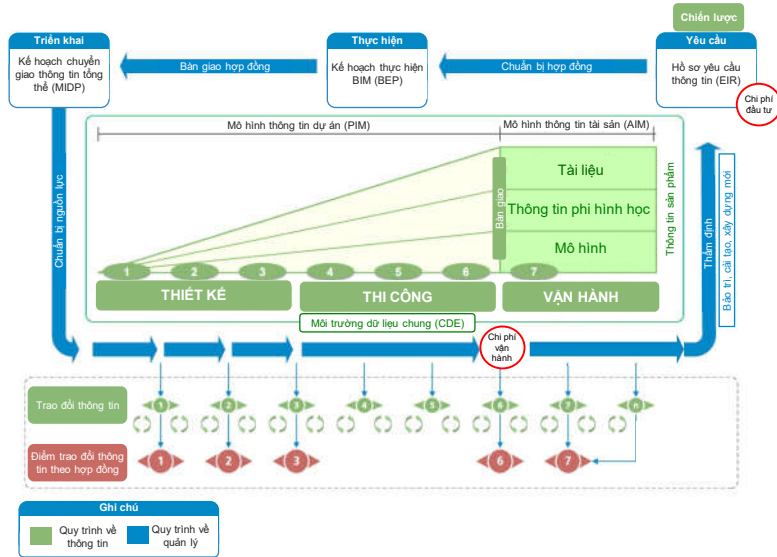 Chiến lược
Triển khai
Kế hoạch chuyển
giao thông tin tổng
thể (MIDP)
Bàn giao hợp đồng
Thực hiện
Kế hoạch thực hiện
BIM (BEP)
Chuẩn bị hợp đồng
Yêu cầu
Hồ sơ yêu cầu
thông tin (EIR)
Chi phí
đầu tư
Chuẩn bị nguồn lực
Mô hình thông tin dự án (PIM)
Mô hình thông tin tài sản (AIM)
Bàn giao
Tài liệu
Thông tin phi hình học
Mô hình
Thông tin sản phẩm
Thẩm định
Bảo trì, cải tạo, xây dựng mới
1 2 3 4 5 6 7
THIẾT KẾ
THI CÔNG
VẬN HÀNH
Môi trường dữ liệu chung (CDE)
Chi phí
vận
hành
Trao đổi thông tin
1 2 3 4 5 6 7 n
Điểm trao đổi thông
tin theo hợp đồng
1 2 3 6 7
Ghi chú
Quy trình về
thông tin
Quy trình về
quản lý